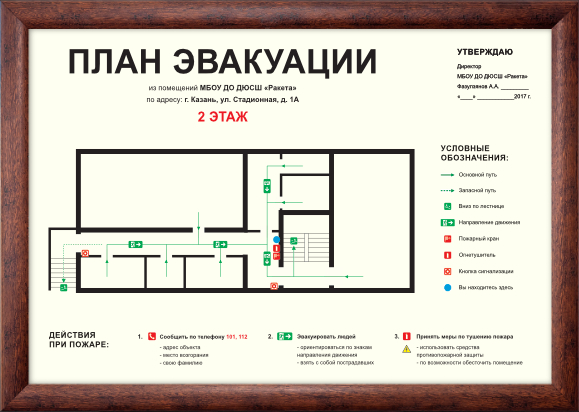 ПЛАН ЭВАКУАЦИИ
из помещений МБОУ ДО ДЮСШ «Ракета»
по адресу: г. Казань, ул. Стадионная, д. 1А
2 ЭТАЖ
УТВЕРЖДАЮ
Директор
МБОУ ДО ДЮСШ «Ракета»
Фазулзянов А.А. ________
«____» ____________2017 г.
УСЛОВНЫЕ
ОБОЗНАЧЕНИЯ:
Основной путь
Запасной путь
Вниз по лестнице
Направление движения
Пожарный кран
Огнетушитель
Кнопка сигнализации
Вы находитесь здесь
ДЕЙСТВИЯ
ПРИ ПОЖАРЕ:
1. Сообщить по телефону 101, 112
- адрес объекта
- место возгорания
- свою фамилию
2. Эвакуировать людей
- ориентироваться по знакам
направления движения
- взять с собой пострадавших
3. Принять меры по тушению пожара
- использовать средства
противопожарной защиты
- по возможности обесточить помещение